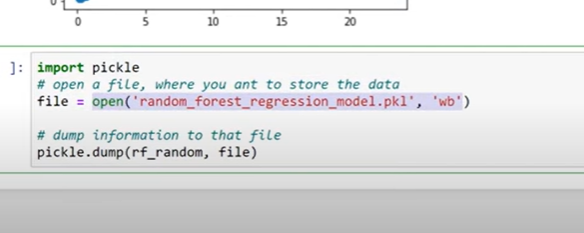 0
0 5 10 15 20
]: import pickle
# open a file, where you ant to store the data
file = open('random_forest_regression_model.pkl', 'wb')
# dump information to that file
pickle.dump(rf_random, file)